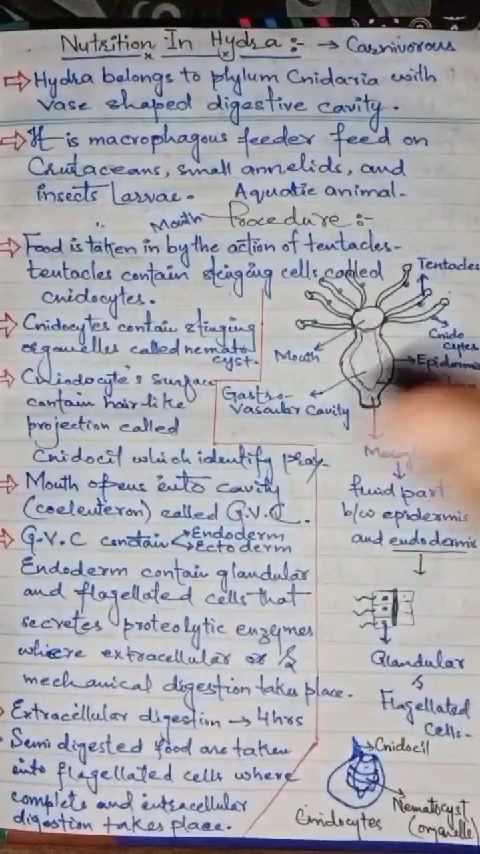 Nutrition In Hydra :- → Carnivorous
⇒ Hydra belongs to phylum Cnidaria with
Vase shaped digestive cavity.
⇒ It is macrophagous feeder feed on
Crutaceans, small annelids, and
insects Larvae. Aquatic animal.
Mouth Procedure :-
⇒ Food is taken in by the action of tentacles-
tentacles contain stinging cells called
cnidocytes.
⇒ Cnidocytes contain stinging
organelles called nemato
cyst.
⇒ surface
contain hair-like
projection called
Cnidocil which identify pray.
⇒ Mouth opens into cavity
(coelenteron) called G.V.C.
⇒ G.V.C contain Endoderm
Ectoderm
Endoderm contain glandular
and flagellated cells that
secretes proteolytic enzymes
where extracellular or
mechanical digestion takes place.
Extracellular digestion → 4hrs
Semi digested food are taken
into flagellated cells where
complete and intracellular
digestion takes place.
Tentacles
Cnido
cytes
Mouth
Epidermis
Gastro-
Vascular Cavity
fluid part
b/w epidermis
and endodermis
Glandular
&
Flagellated
Cells-
Cnidocil
Nematocyst
(organelle)
Cnidocytes